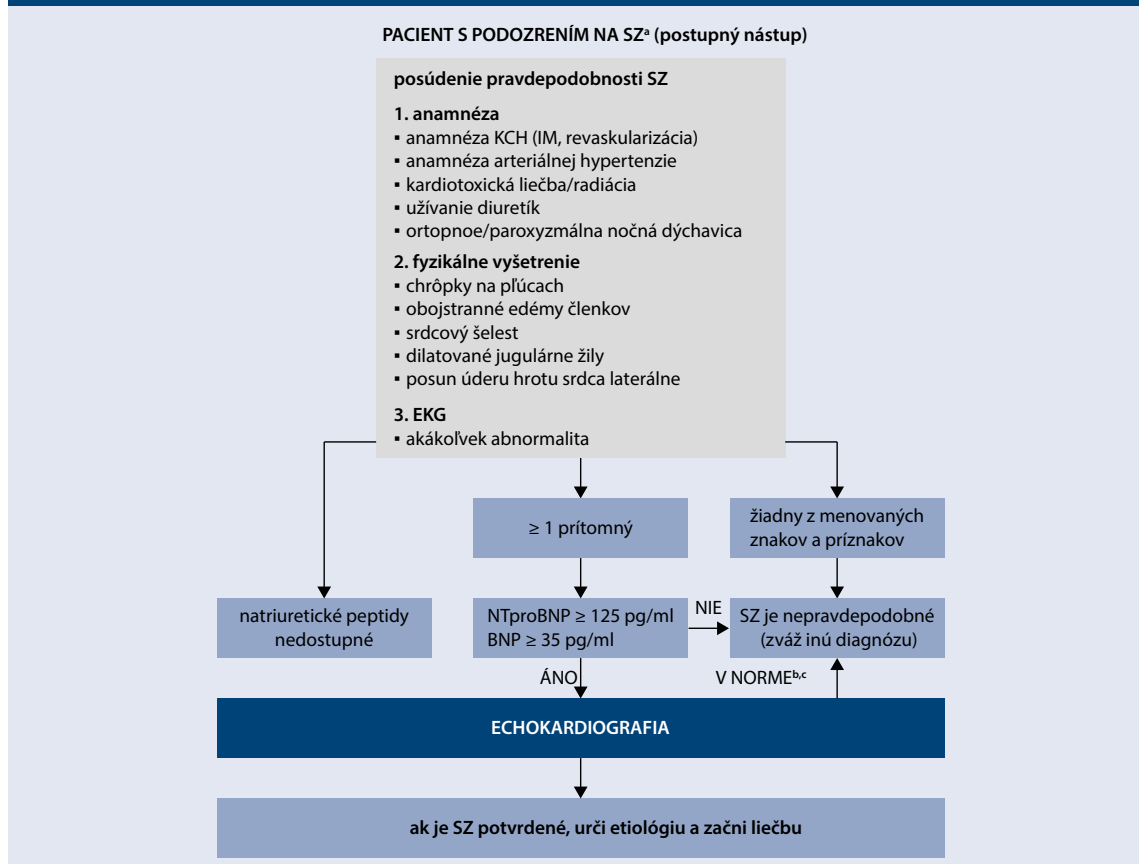 PACIENT S PODOZRENÍM NA SZᵃ (postupný nástup)
posúdenie pravdepodobnosti SZ
1. anamnéza
▪ anamnéza KCH (IM, revaskularizácia)
▪ anamnéza arteriálnej hypertenzie
▪ kardiotoxická liečba/radiácia
▪ užívanie diuretík
▪ ortopnoe/paroxyzmálna nočná dýchavica
2. fyzikálne vyšetrenie
▪ chrôpky na pľúcach
▪ obojstranné edémy členkov
▪ srdcový šelest
▪ dilatované jugulárne žily
▪ posun úderu hrotu srdca laterálne
3. EKG
▪ akákoľvek abnormalita
≥ 1 prítomný
žiadny z menovaných
znakov a príznakov
natriuretické peptidy
nedostupné
NTproBNP ≥ 125 pg/ml
BNP ≥ 35 pg/ml
NIE
SZ je nepravdepodobné
(zváž inú diagnózu)
ÁNO
V NORMEᵇ,ᶜ
ECHOKARDIOGRAFIA
ak je SZ potvrdené, urči etiológiu a začni liečbu